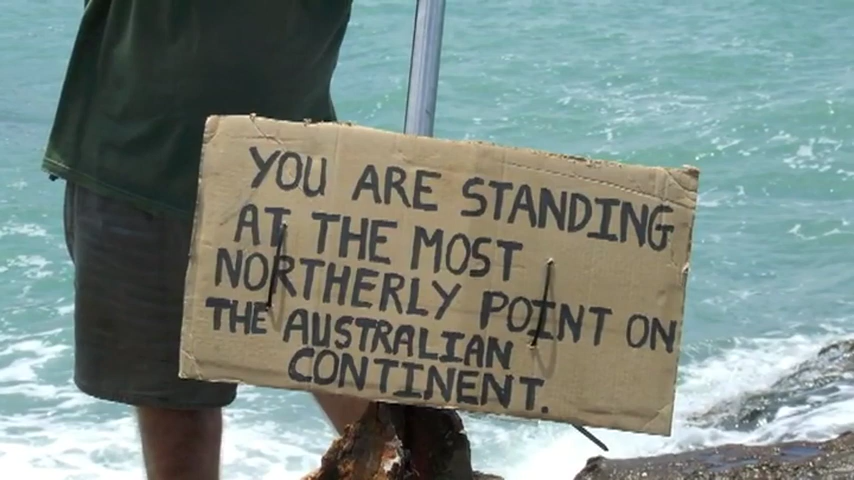 YOU ARE STANDING
AT THE MOST
NORTHERLY POINT ON
THE AUSTRALIAN
CONTINENT.